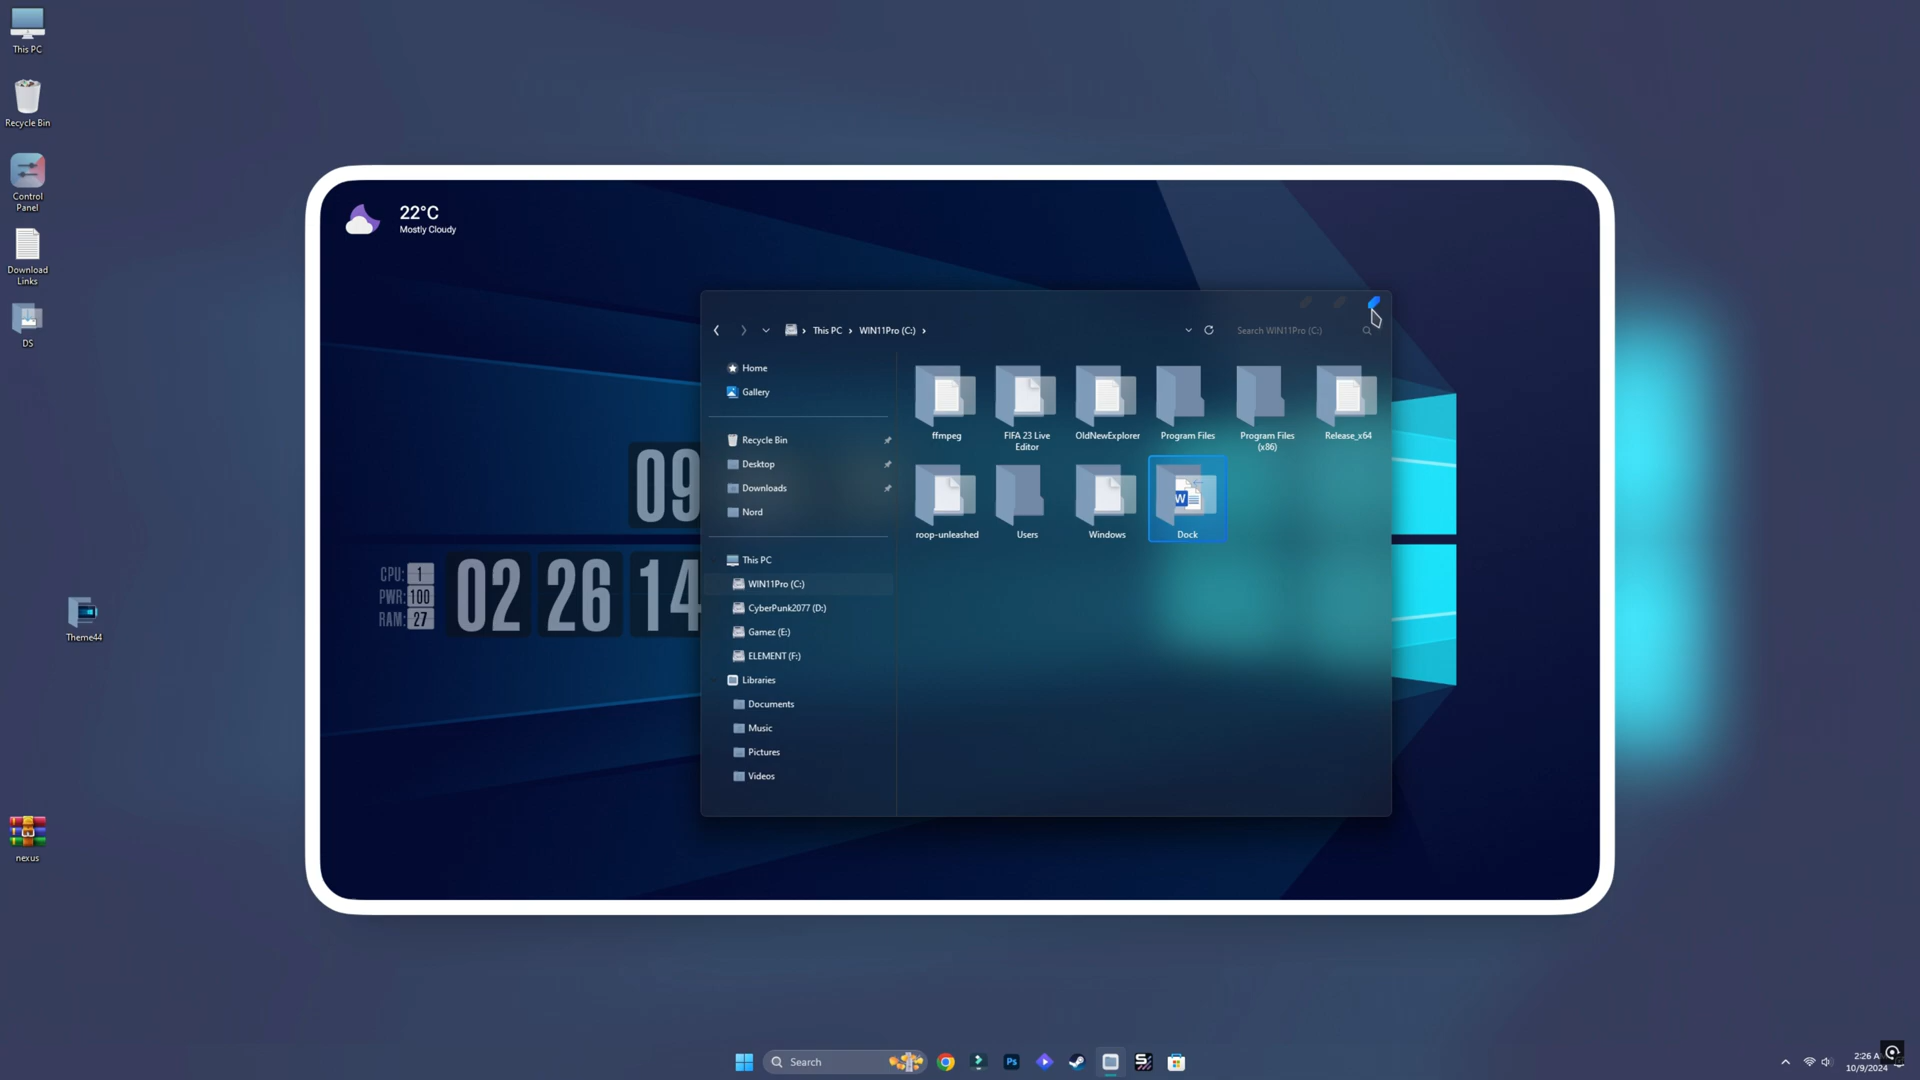 This PC
Recycle Bin
Control
Panel
Download
Links
DS
Theme44
nexus
22°C
Mostly Cloudy
09
CPU: 1
PWR: 100
RAM: 27
02 26 14
This PC
WIN11Pro (C:)
Search WIN11Pro (C:)
Home
Gallery
Recycle Bin
Desktop
Downloads
Nord
This PC
WIN11Pro (C:)
CyberPunk2077 (D:)
Gamez (E:)
ELEMENT (F:)
Libraries
Documents
Music
Pictures
Videos
ffmpeg
FIFA 23 Live
Editor
OldNewExplorer
Program Files
Program Files
(x86)
Release_x64
roop-unleashed
Users
Windows
W
Dock
Search
Ps
2:26 A
10/9/2024